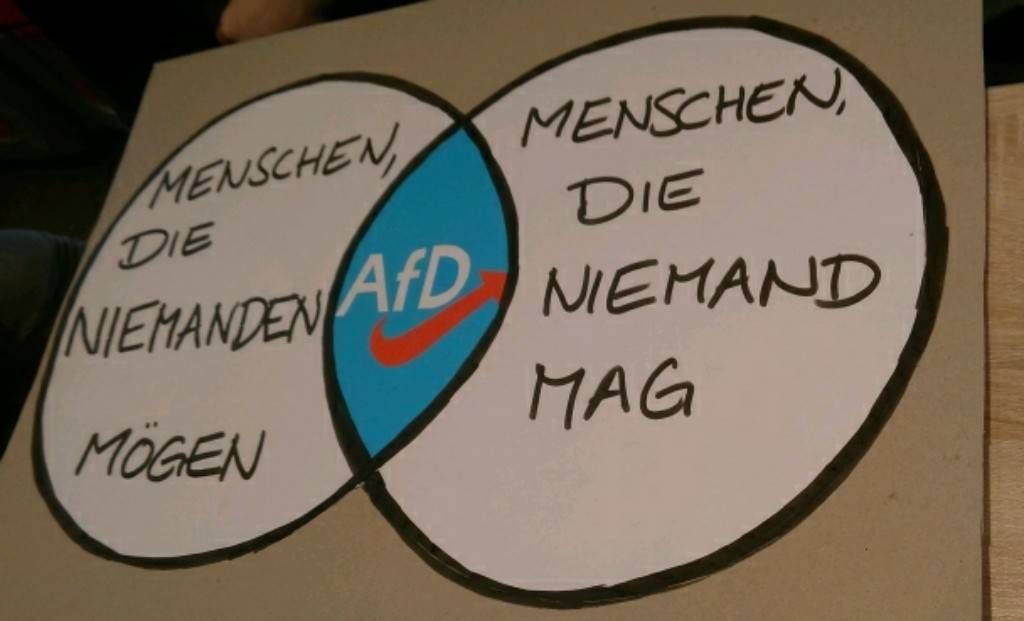 MENSCHEN,
DIE
NIEMANDEN
MÖGEN
AfD
MENSCHEN,
DIE
NIEMAND
MAG